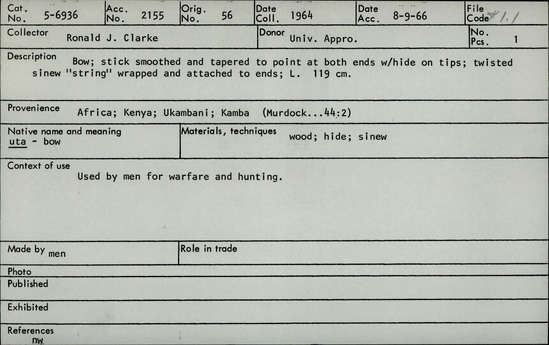 Cat. No. 5-6936 Acc. No. 2155 Orig. No. 56 Date Coll. 1964 Date Acc. 8-9-66 File Code 1.1
Collector Ronald J. Clarke Donor Univ. Appro. No. Pcs. 1
Description Bow; stick smoothed and tapered to point at both ends w/hide on tips; twisted
sinew "string" wrapped and attached to ends; L. 119 cm.
Provenience Africa; Kenya; Ukambani; Kamba (Murdock...44:2)
Native name and meaning Materials, techniques wood; hide; sinew
uta - bow
Context of use
Used by men for warfare and hunting.
Made by men Role in trade
Photo
Published
Exhibited
References
nw